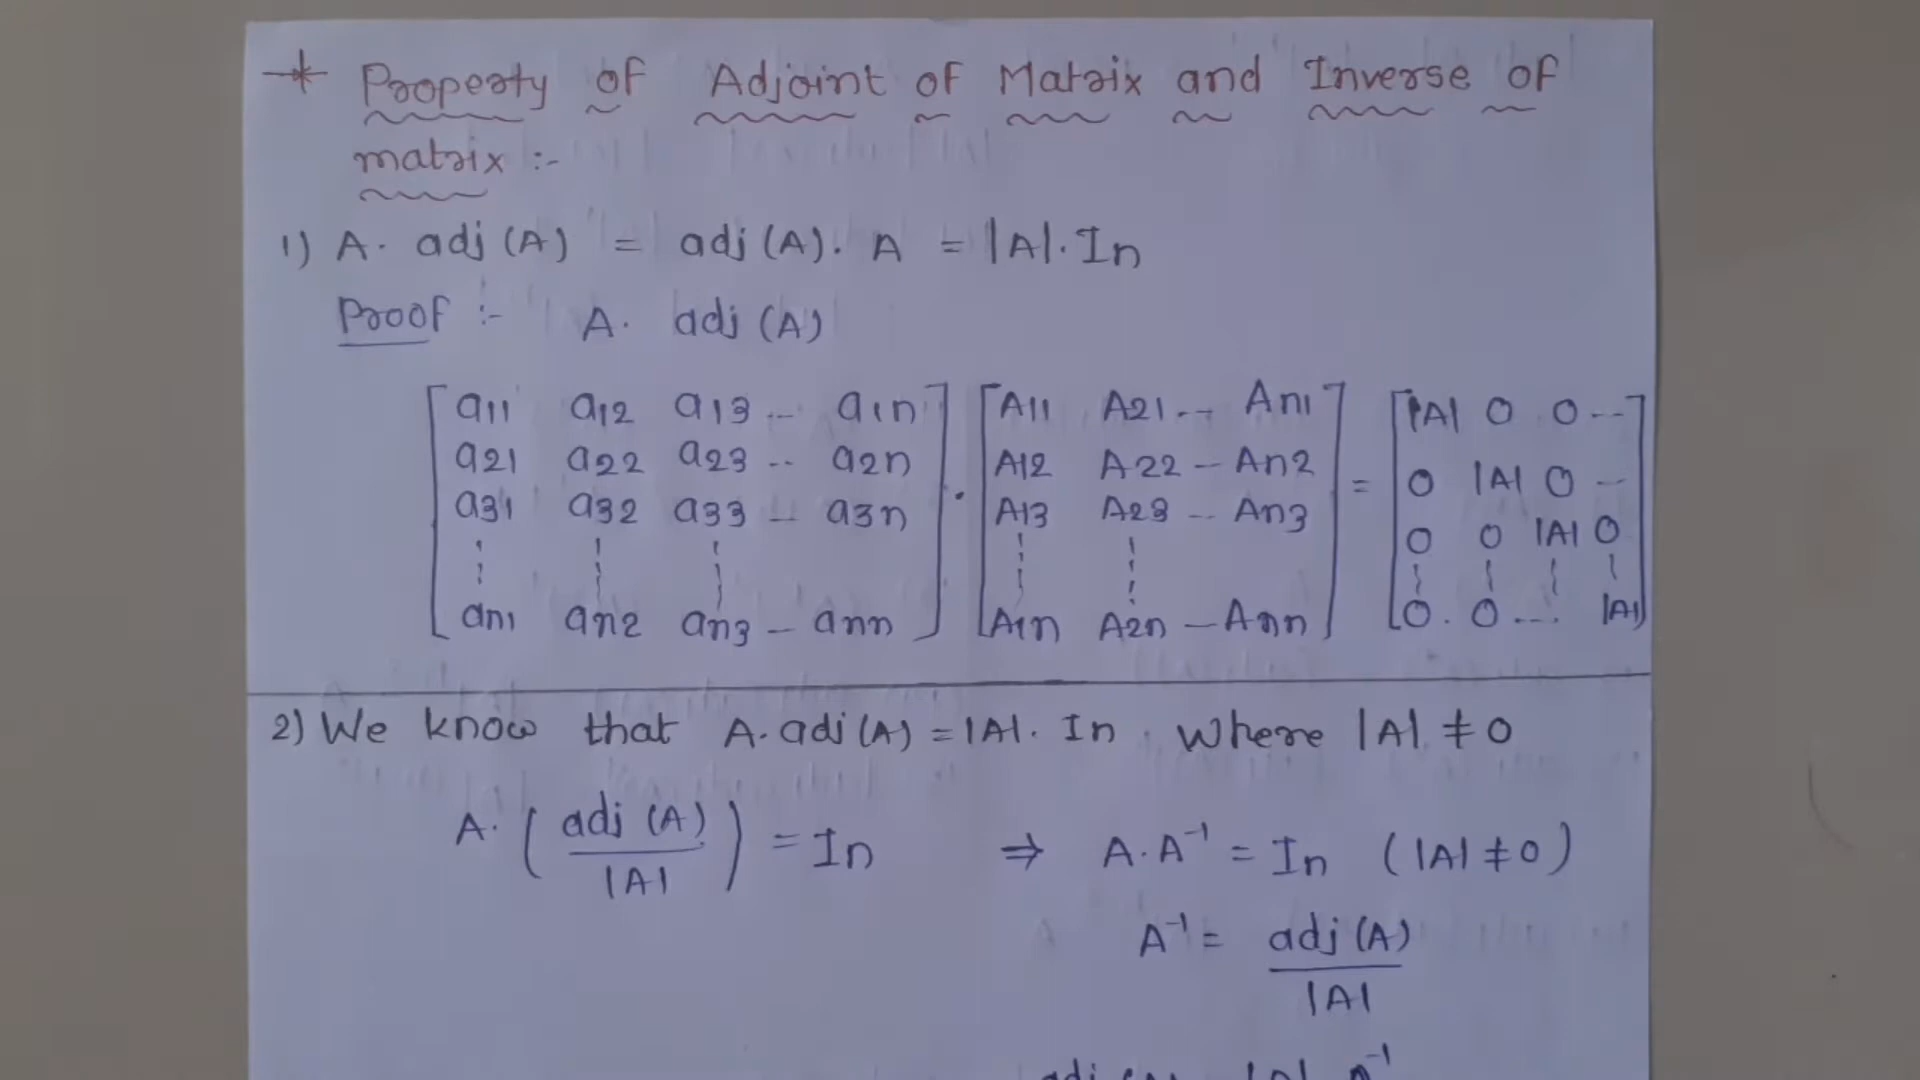 * Property of Adjoint of Matrix and Inverse of
matrix :-
1) A. adj (A) = adj (A). A = |A|. In
Proof :- A. adj (A)
[a11 a12 a13 -- a1n] . [A11 A21 -- An1] = [|A| 0 0 --]
[a21 a22 a23 -- a2n] [A12 A22 -- An2] [0 |A| 0 --]
[a31 a32 a33 -- a3n] [A13 A23 -- An3] [0 0 |A| 0]
[an1 an2 an3 - ann] [A1n A2n - Ann] [0 . 0 ... |A|]
2) We know that A. adj (A) = |A|. In . where |A| ≠ 0
A. (adj (A) / |A|) = In ⇒ A. A⁻¹ = In (|A| ≠ 0)
A⁻¹ = adj (A) / |A|